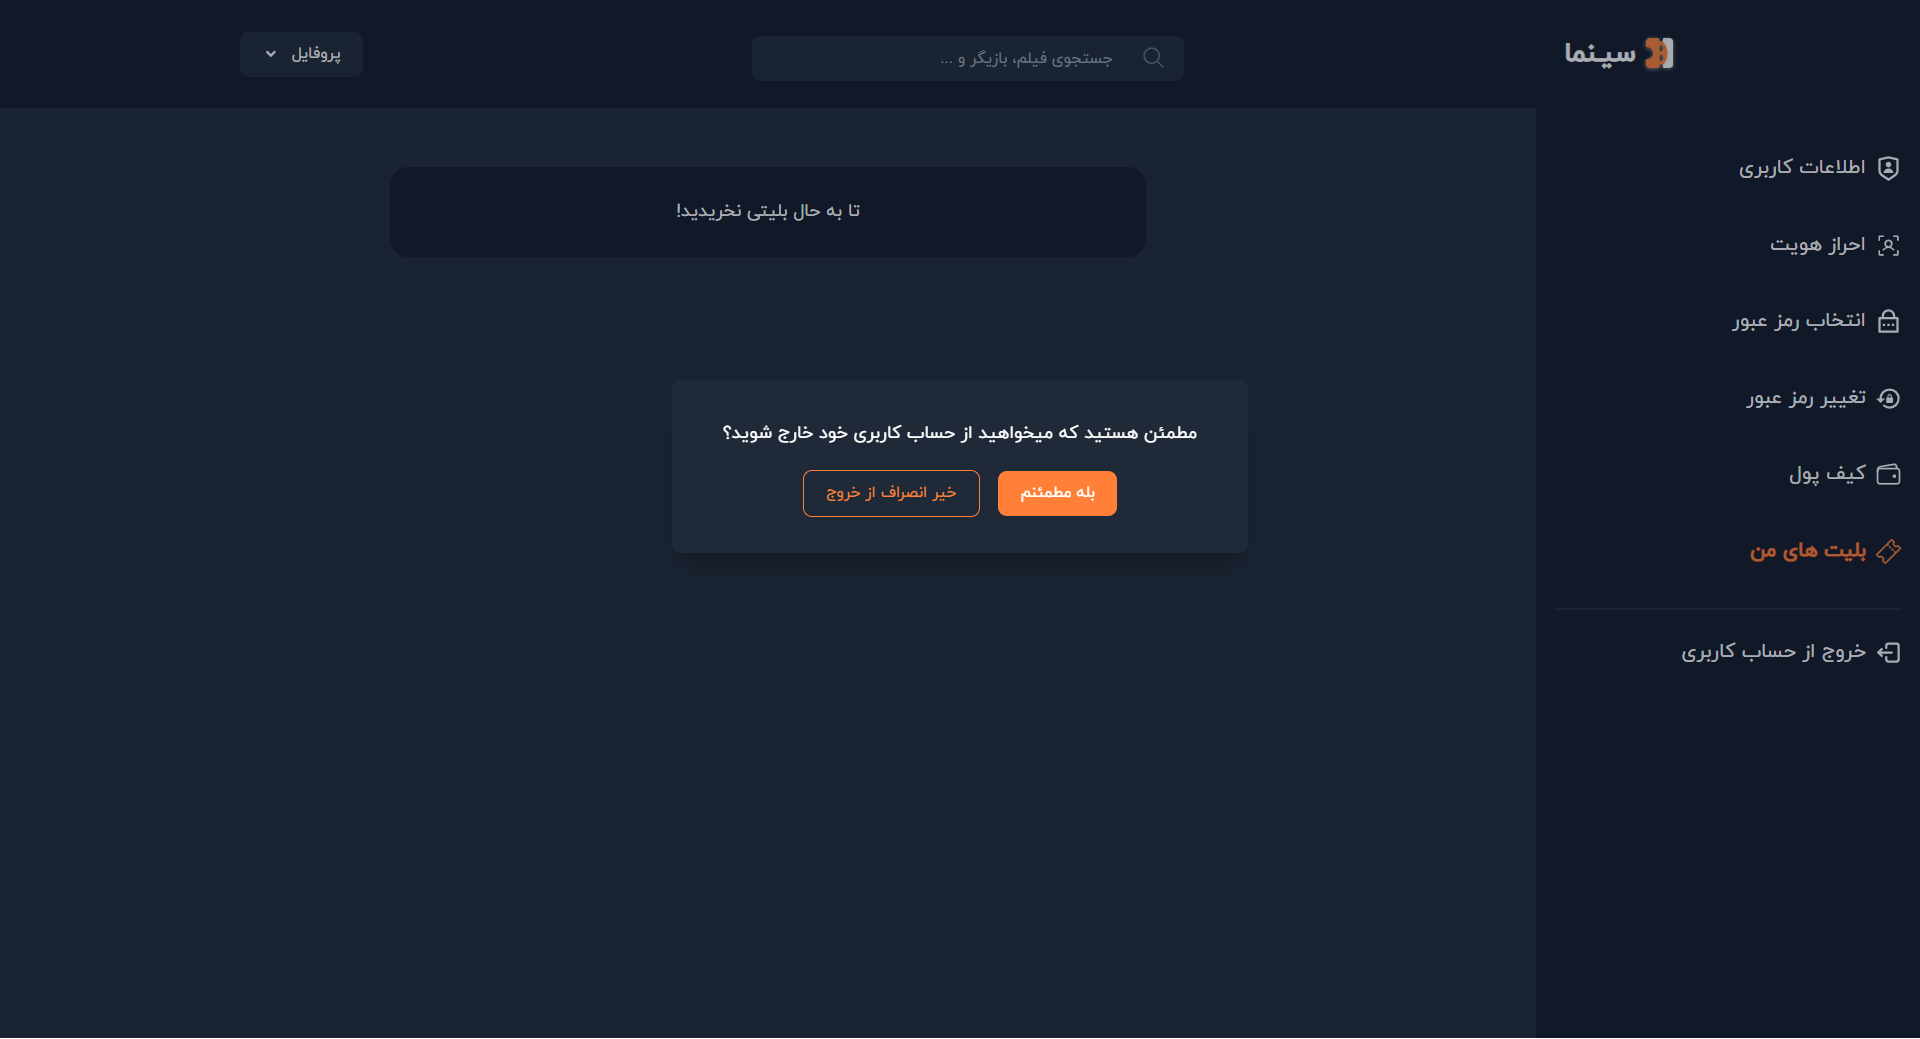 سینما
جستجوی فیلم، بازیگر و ...
پروفایل
اطلاعات کاربری
احراز هویت
انتخاب رمز عبور
تغییر رمز عبور
کیف پول
بلیت های من
خروج از حساب کاربری
تا به حال بلیتی نخریدید!
مطمئن هستید که میخواهید از حساب کاربری خود خارج شوید؟
بله مطمئنم
خیر انصراف از خروج